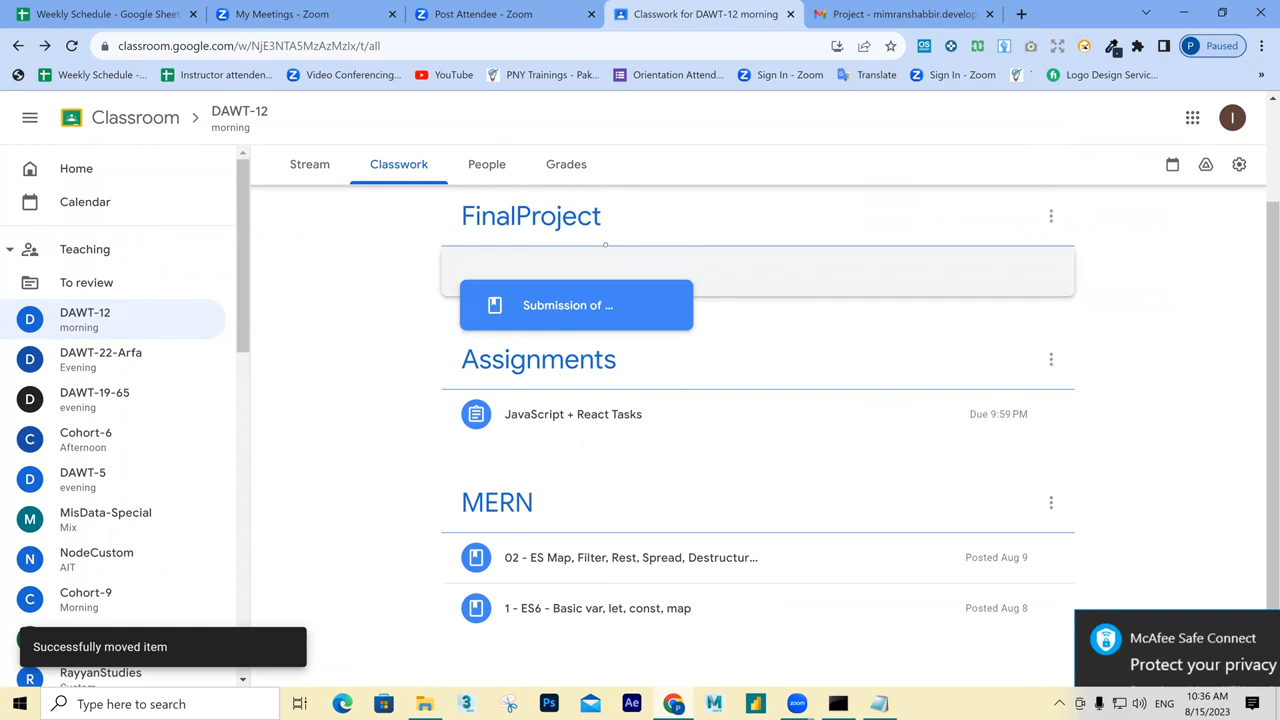 Weekly Schedule - Google Sheet
My Meetings - Zoom
Post Attendee - Zoom
Classwork for DAWT-12 morning
Project - mimranshabbir.develop
classroom.google.com/w/NjE3NTA5MzAzMzIx/t/all
P Paused
Weekly Schedule -...
Instructor attenden...
Video Conferencing...
YouTube
PNY Trainings - Pak...
Orientation Attend...
Sign In - Zoom
Translate
Sign In - Zoom
Logo Design Servic...
Classroom
DAWT-12
morning
I
Stream
Classwork
People
Grades
Home
Calendar
Teaching
To review
D DAWT-12
morning
D DAWT-22-Arfa
Evening
D DAWT-19-65
evening
C Cohort-6
Afternoon
D DAWT-5
evening
M MisData-Special
Mix
N NodeCustom
AIT
C Cohort-9
Morning
RayyanStudies
FinalProject
Submission of ...
Assignments
JavaScript + React Tasks
Due 9:59 PM
MERN
02 - ES Map, Filter, Rest, Spread, Destructur...
Posted Aug 9
1 - ES6 - Basic var, let, const, map
Posted Aug 8
Successfully moved item
McAfee Safe Connect
Protect your privacy
Type here to search
ENG
10:36 AM
8/15/2023